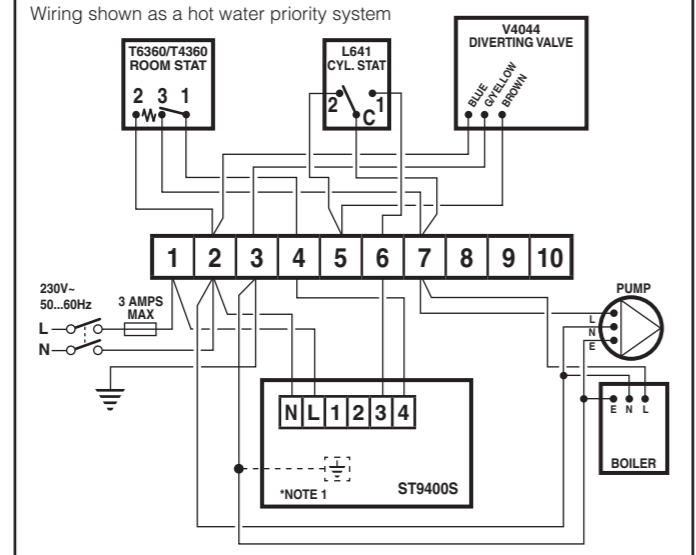 Wiring shown as a hot water priority system
T6360/T4360
ROOM STAT
2 3 1
L641
CYL. STAT
2 1
C
V4044
DIVERTING VALVE
BLUE
G/YELLOW
BROWN
1 2 3 4 5 6 7 8 9 10
230V~
50...60Hz
3 AMPS
MAX
L
N
PUMP
L
N
E
N L 1 2 3 4
*NOTE 1
ST9400S
E N L
BOILER